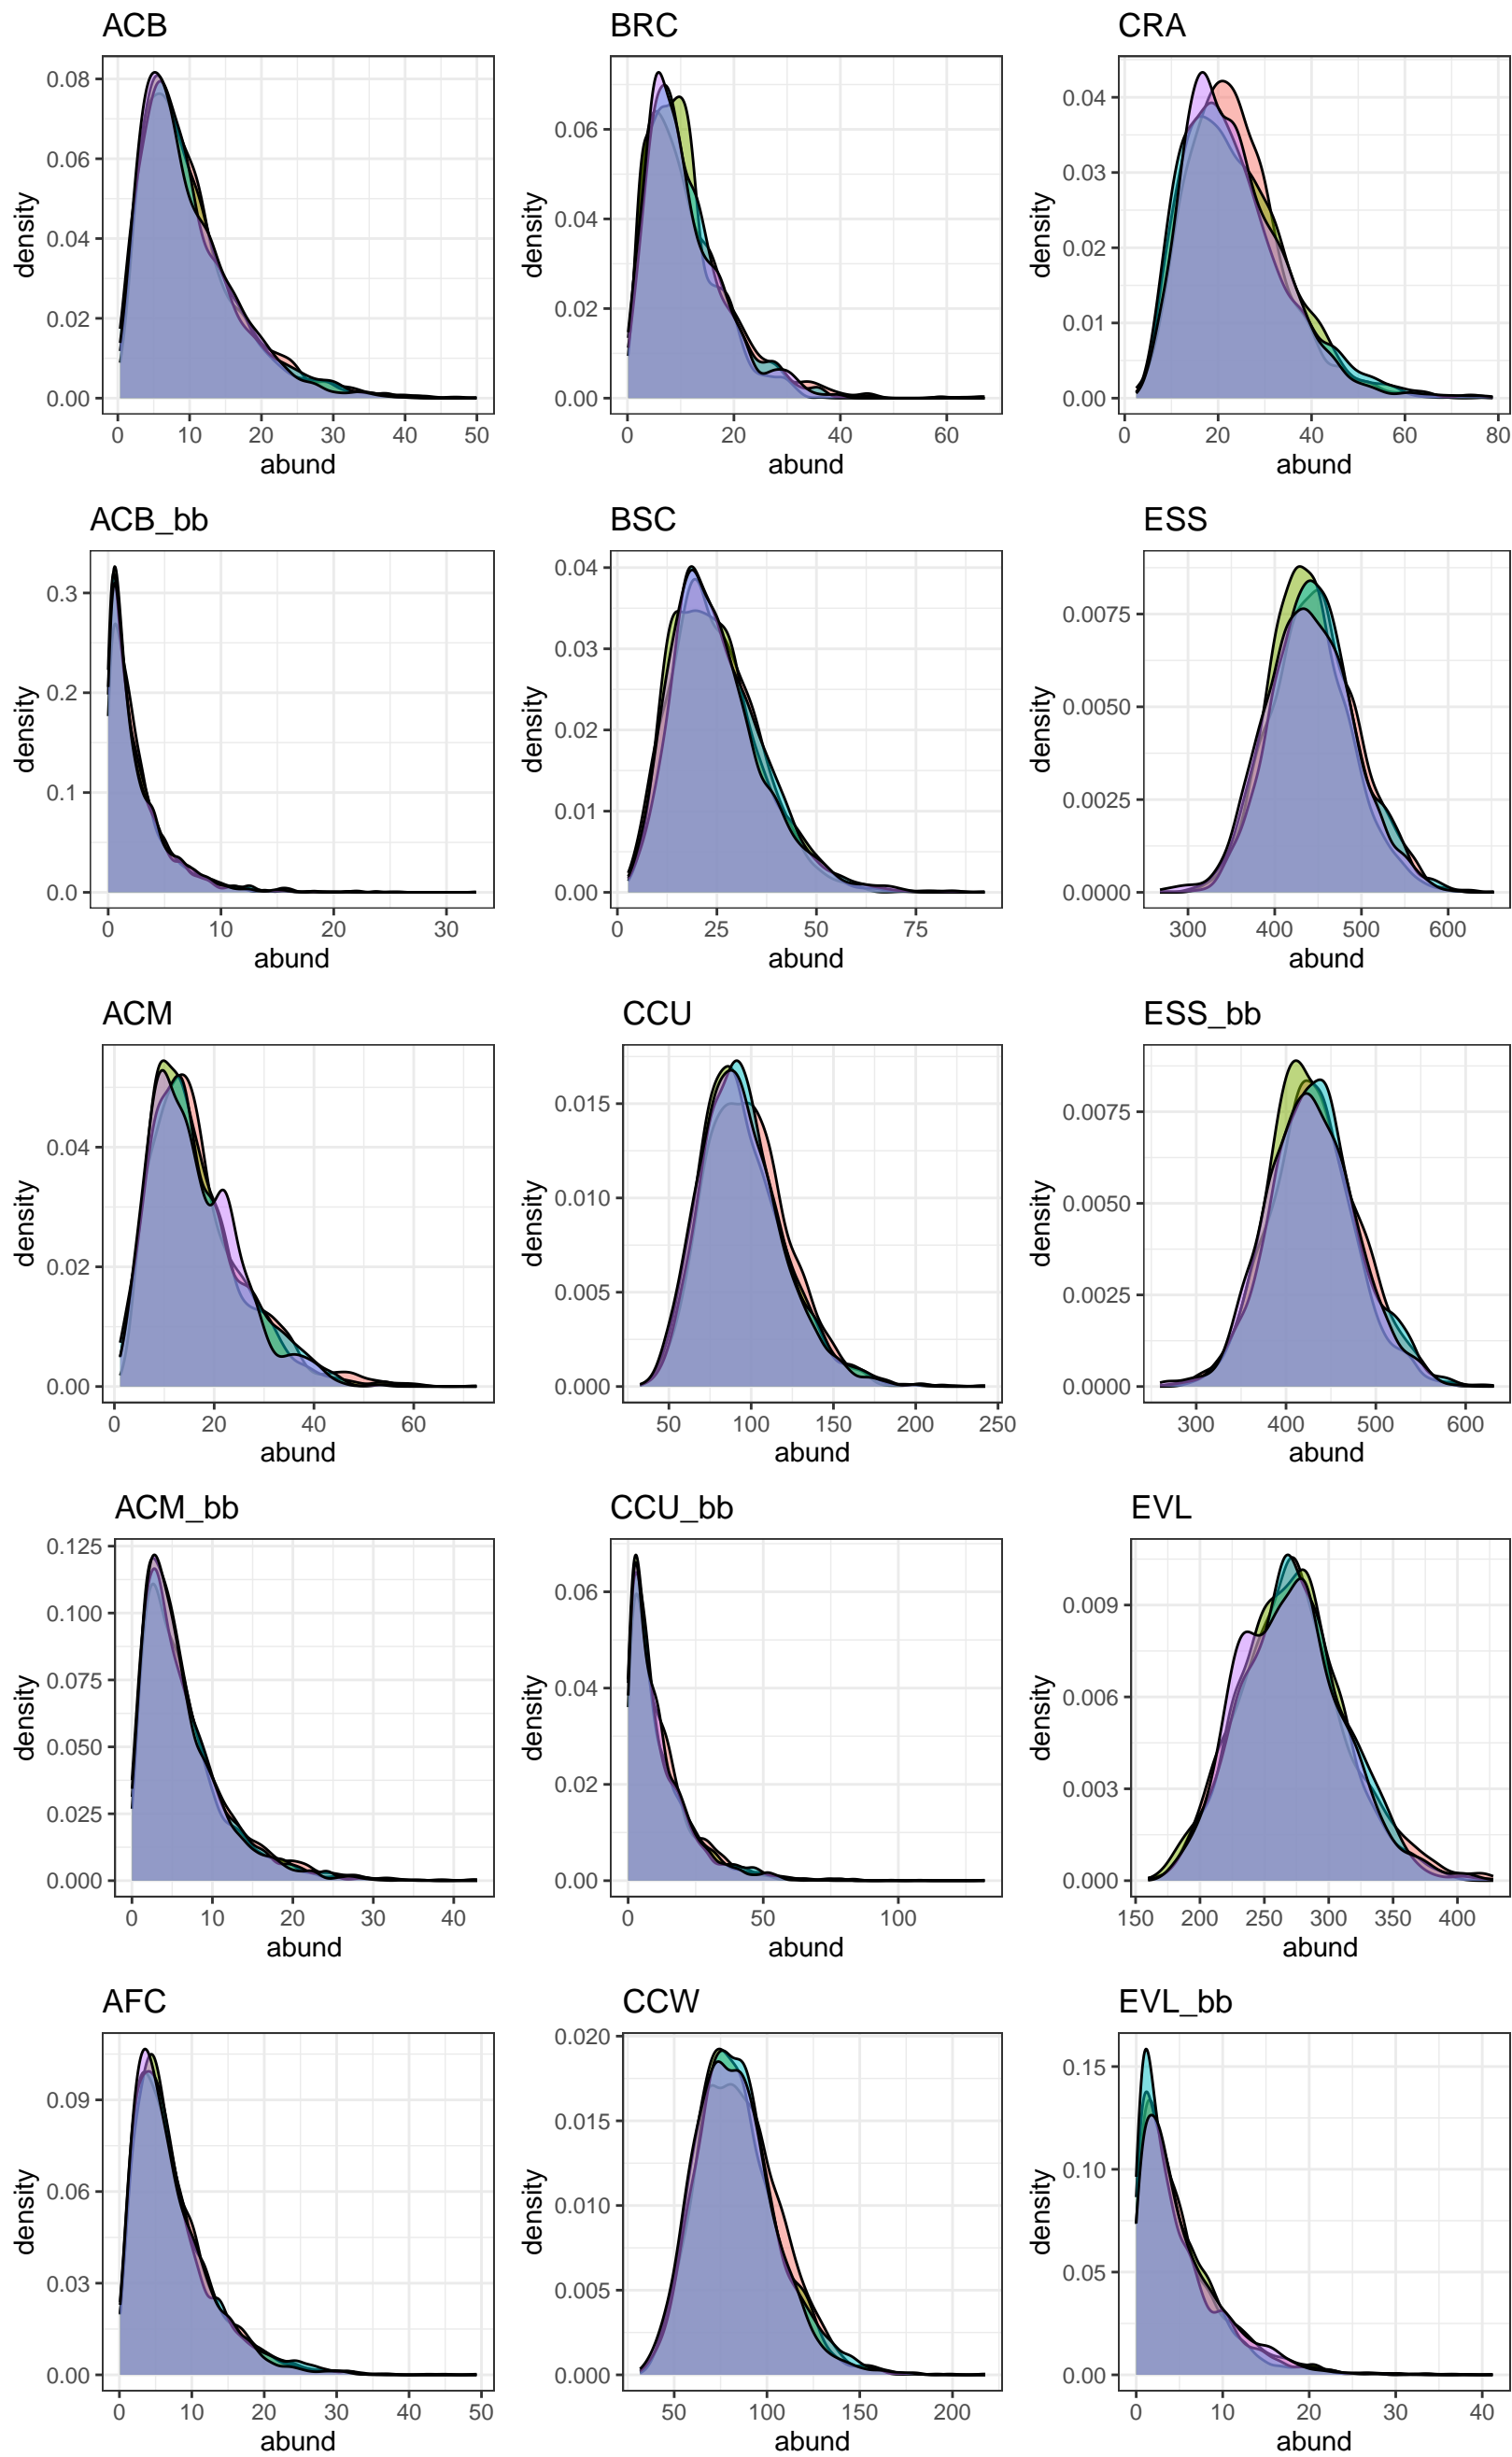 ACB
BRC
CRA
0.08
0.06
0.04
0.02
0.00
density
0 10 20 30 40 50
abund
0.06
0.04
0.02
0.00
density
0 20 40 60
abund
0.04
0.03
0.02
0.01
0.00
density
0 20 40 60 80
abund
ACB_bb
BSC
ESS
0.3
0.2
0.1
0.0
density
0 10 20 30
abund
0.04
0.03
0.02
0.01
0.00
density
0 25 50 75
abund
0.0075
0.0050
0.0025
0.0000
density
300 400 500 600
abund
ACM
CCU
ESS_bb
0.04
0.02
0.00
density
0 20 40 60
abund
0.015
0.010
0.005
0.000
density
50 100 150 200 250
abund
0.0075
0.0050
0.0025
0.0000
density
300 400 500 600
abund
ACM_bb
CCU_bb
EVL
0.125
0.100
0.075
0.050
0.025
0.000
density
0 10 20 30 40
abund
0.06
0.04
0.02
0.00
density
0 50 100
abund
0.009
0.006
0.003
0.000
density
150 200 250 300 350 400
abund
AFC
CCW
EVL_bb
0.09
0.06
0.03
0.00
density
0 10 20 30 40 50
abund
0.020
0.015
0.010
0.005
0.000
density
50 100 150 200
abund
0.15
0.10
0.05
0.00
density
0 10 20 30 40
abund